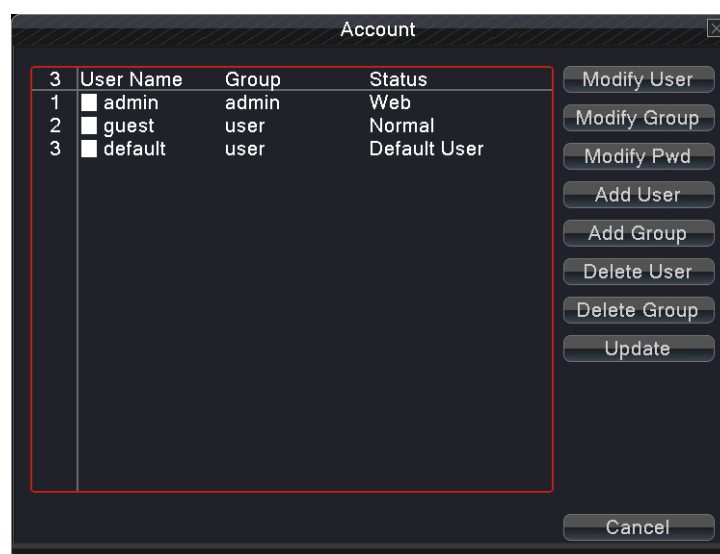 Account
3 User Name Group Status
1 admin admin Web
2 guest user Normal
3 default user Default User
Modify User
Modify Group
Modify Pwd
Add User
Add Group
Delete User
Delete Group
Update
Cancel